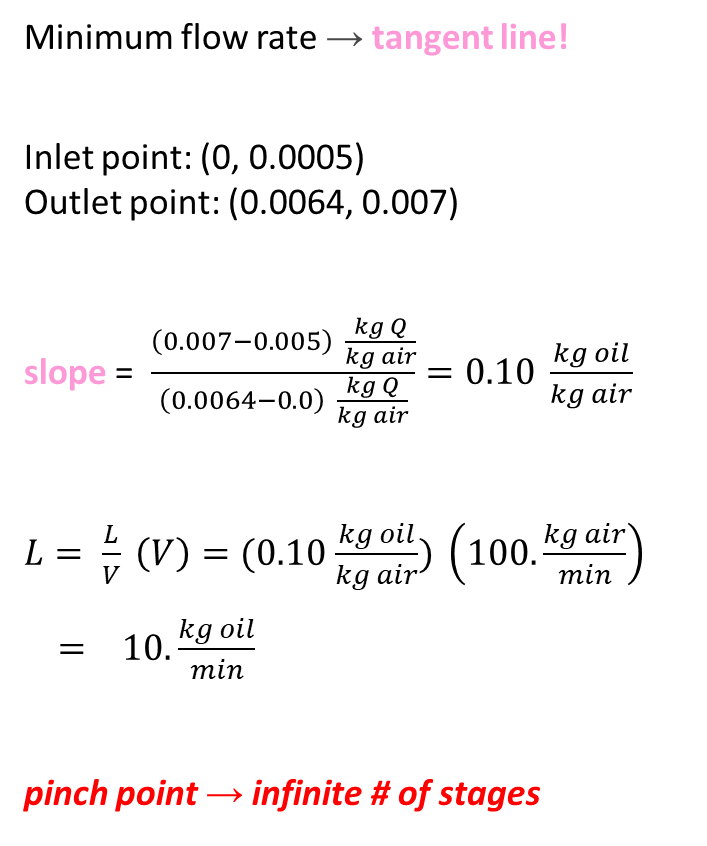 Minimum flow rate → tangent line!
Inlet point: (0, 0.0005)
Outlet point: (0.0064, 0.007)
slope = \frac{(0.007−0.005) \frac{kg Q}{kg air}}{(0.0064−0.0) \frac{kg Q}{kg air}} = 0.10 \frac{kg oil}{kg air}
L = \frac{L}{V} (V) = (0.10 \frac{kg oil}{kg air}) (100. \frac{kg air}{min})
= 10. \frac{kg oil}{min}
pinch point → infinite # of stages